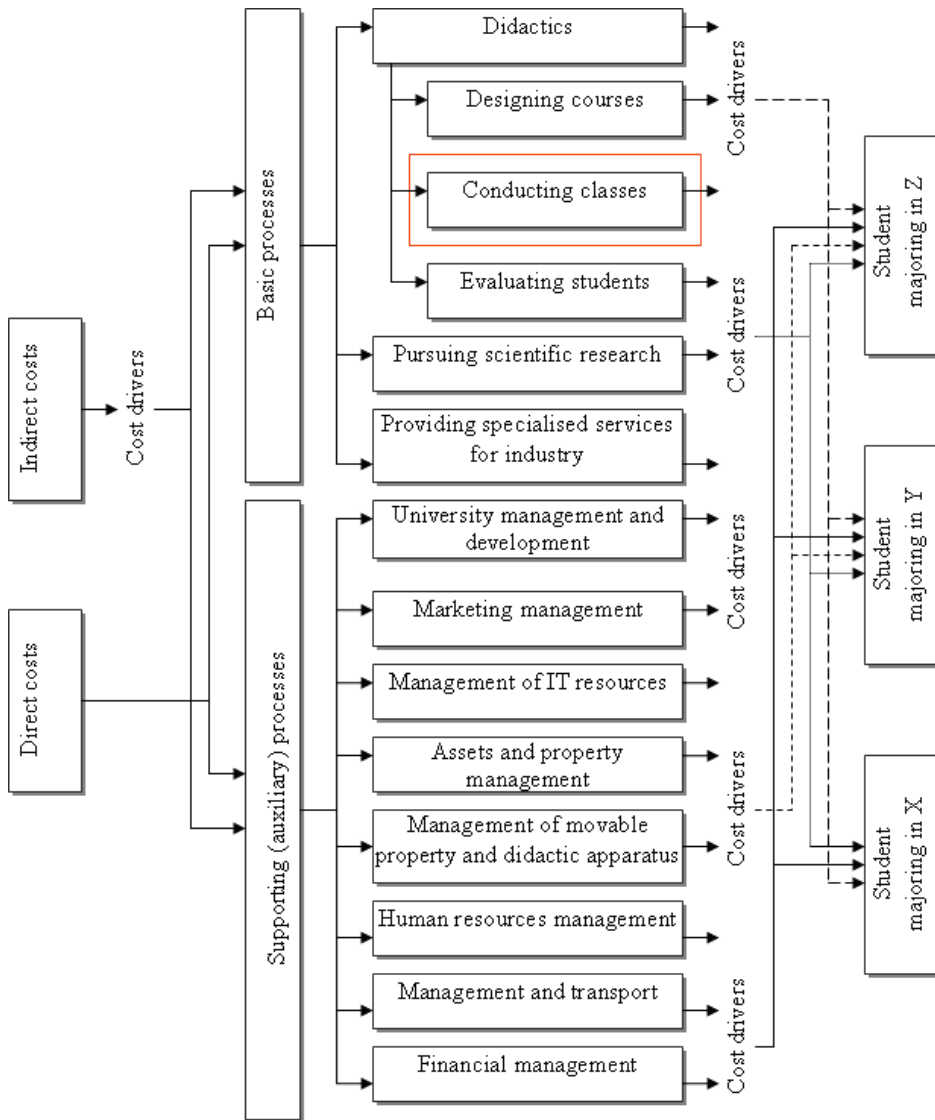 Indirect costs
Direct costs
Cost drivers
Basic processes
Supporting (auxiliary) processes
Didactics
Designing courses
Conducting classes
Evaluating students
Pursuing scientific research
Providing specialised services
for industry
University management and
development
Marketing management
Management of IT resources
Assets and property
management
Management of movable
property and didactic apparatus
Human resources management
Management and transport
Financial management
Cost drivers
Cost drivers
Cost drivers
Cost drivers
Cost drivers
Student
majoring in Z
Student
majoring in Y
Student
majoring in X